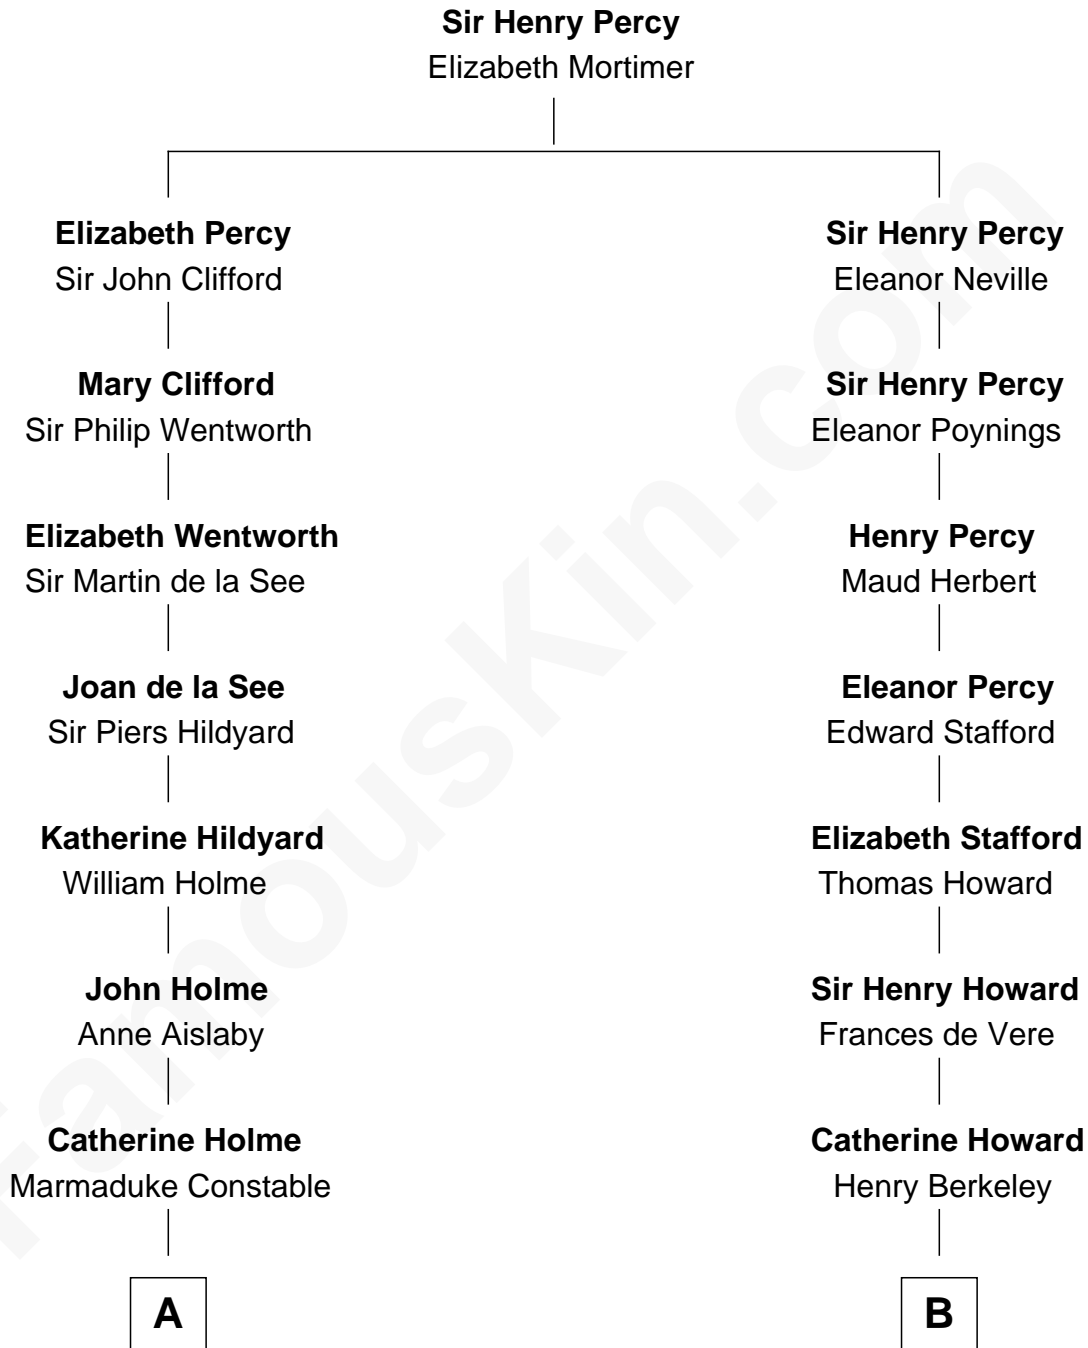 Sir Henry Percy
Elizabeth Mortimer
Elizabeth Percy
Sir John Clifford
Sir Henry Percy
Eleanor Neville
Mary Clifford
Sir Philip Wentworth
Sir Henry Percy
Eleanor Poynings
Elizabeth Wentworth
Sir Martin de la See
Henry Percy
Maud Herbert
Joan de la See
Sir Piers Hildyard
Eleanor Percy
Edward Stafford
Katherine Hildyard
William Holme
Elizabeth Stafford
Thomas Howard
John Holme
Anne Aislaby
Sir Henry Howard
Frances de Vere
Catherine Holme
Marmaduke Constable
Catherine Howard
Henry Berkeley
A
B
FamousKin.com